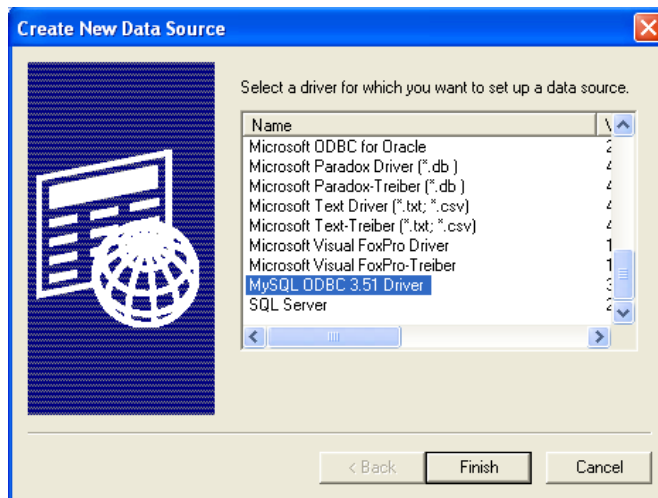 Create New Data Source
Select a driver for which you want to set up a data source.
Name
Microsoft ODBC for Oracle
Microsoft Paradox Driver (*.db )
Microsoft Paradox-Treiber (*.db )
Microsoft Text Driver (*.txt; *.csv)
Microsoft Text-Treiber (*.txt; *.csv)
Microsoft Visual FoxPro Driver
Microsoft Visual FoxPro-Treiber
MySQL ODBC 3.51 Driver
SQL Server
< Back Finish Cancel